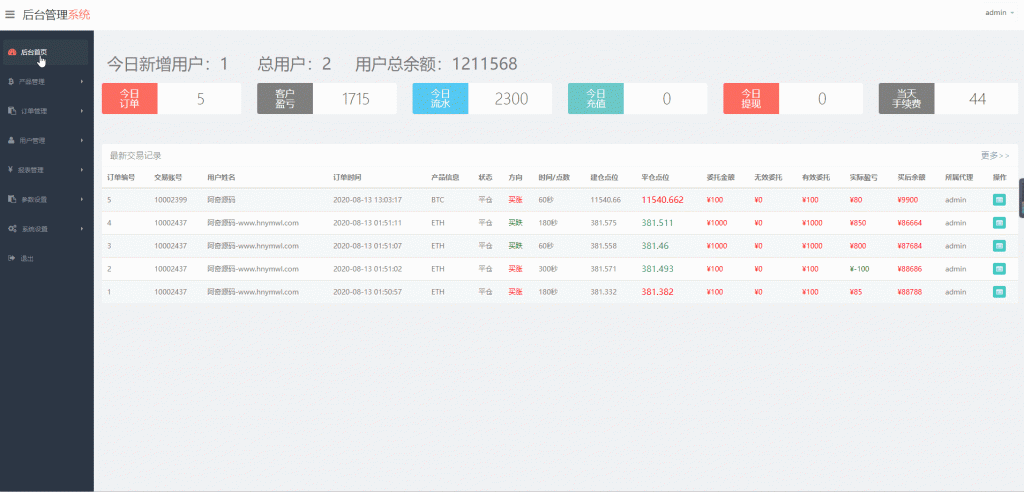 后台管理系统
admin
后台首页
产品管理
订单管理
用户管理
报表管理
参数设置
系统设置
退出
今日新增用户：1 总用户：2 用户总余额：1211568
今日订单 5
客户盈亏 1715
今日流水 2300
今日充值 0
今日提现 0
当天手续费 44
最新交易记录 更多>>
订单编号 交易账号 用户姓名 订单时间 产品信息 状态 方向 时间/点数 建仓点位 平仓点位 委托金额 无效委托 有效委托 实际盈亏 买后余额 所属代理 操作
5 10002399 阿奇源码 2020-08-13 13:03:17 BTC 平仓 买涨 60秒 11540.66 11540.662 ¥100 ¥0 ¥100 ¥80 ¥9900 admin
4 10002437 阿奇源码-www.hnymwl.com 2020-08-13 01:51:11 ETH 平仓 买跌 180秒 381.575 381.511 ¥1000 ¥0 ¥1000 ¥850 ¥86664 admin
3 10002437 阿奇源码-www.hnymwl.com 2020-08-13 01:51:07 ETH 平仓 买跌 60秒 381.558 381.46 ¥1000 ¥0 ¥1000 ¥800 ¥87684 admin
2 10002437 阿奇源码-www.hnymwl.com 2020-08-13 01:51:02 ETH 平仓 买涨 300秒 381.571 381.493 ¥100 ¥0 ¥100 ¥-100 ¥88686 admin
1 10002437 阿奇源码-www.hnymwl.com 2020-08-13 01:50:57 ETH 平仓 买涨 180秒 381.332 381.382 ¥100 ¥0 ¥100 ¥85 ¥88788 admin